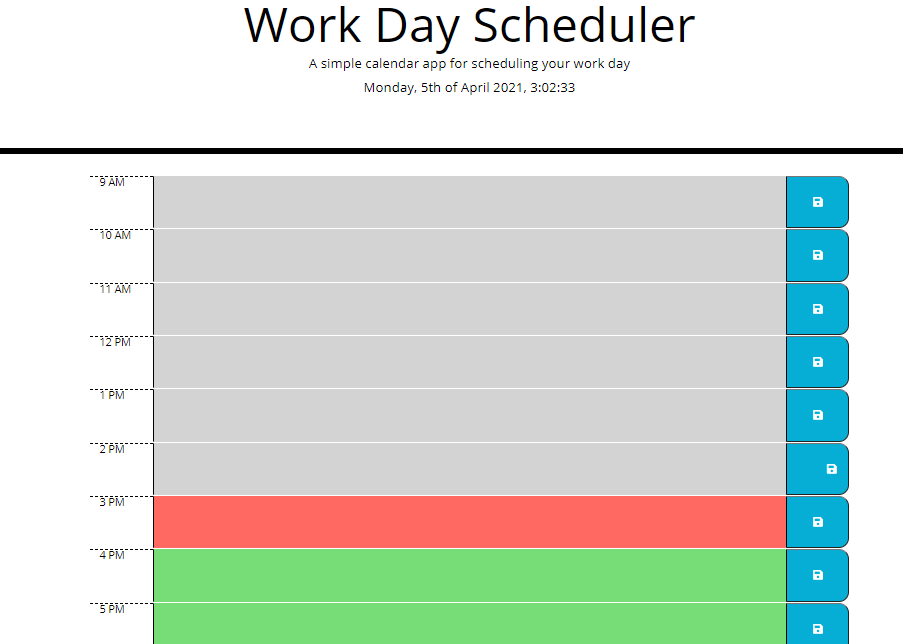 Work Day Scheduler
A simple calendar app for scheduling your work day
Monday, 5th of April 2021, 3:02:33
9 AM
10 AM
11 AM
12 PM
1 PM
2 PM
3 PM
4 PM
5 PM